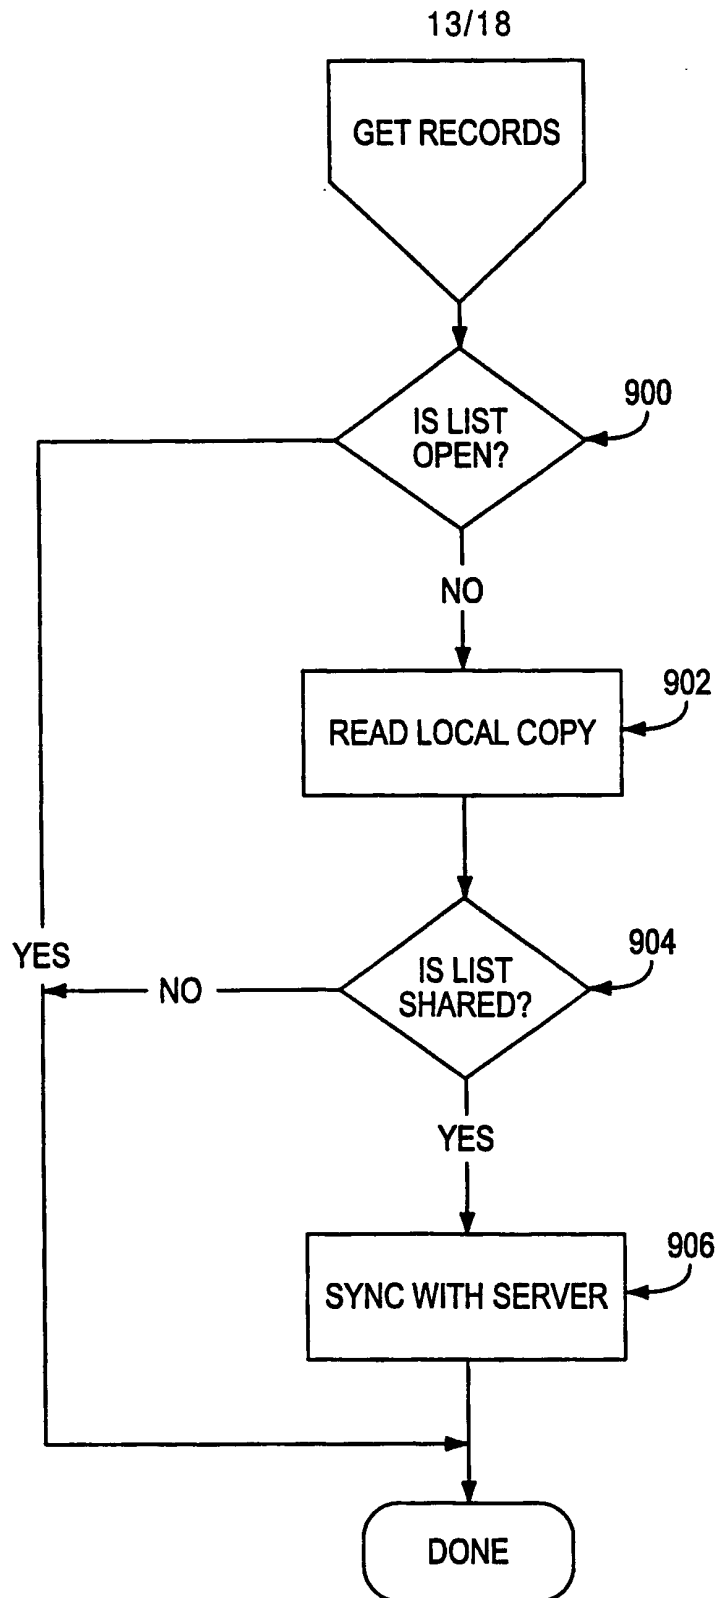 13/18
GET RECORDS
IS LIST
OPEN?
900
NO
READ LOCAL COPY
902
YES
NO
IS LIST
SHARED?
904
YES
SYNC WITH SERVER
906
DONE